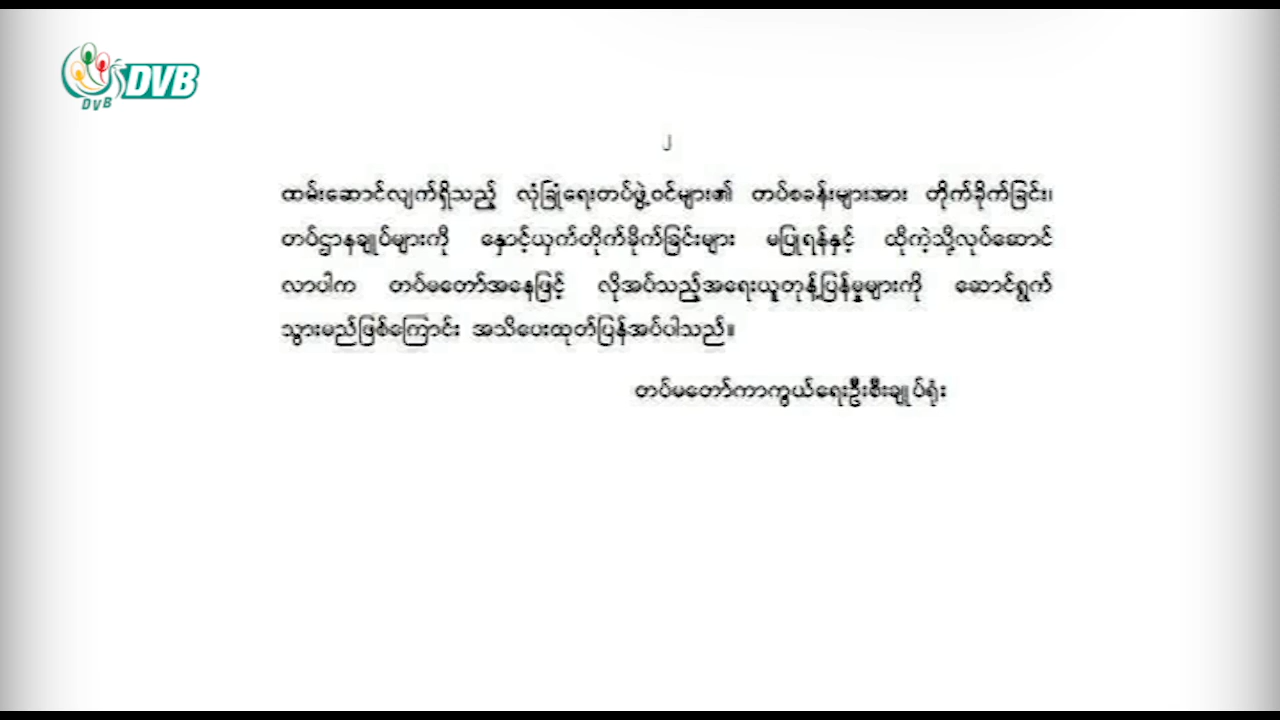 DVB
DVB
၂
ထမ်းဆောင်လျက်ရှိသည့် လုံခြုံရေးတပ်ဖွဲ့ဝင်များ၏ တပ်စခန်းများအား တိုက်ခိုက်ခြင်း၊
တပ်ဌာနချုပ်များကို နှောင့်ယှက်တိုက်ခိုက်ခြင်းများ မပြုရန်နှင့် ထိုကဲ့သို့လုပ်ဆောင်
လာပါက တပ်မတော်အနေဖြင့် လိုအပ်သည့်အရေးယူတုန့်ပြန်မှုများကို ဆောင်ရွက်
သွားမည်ဖြစ်ကြောင်း အသိပေးထုတ်ပြန်အပ်ပါသည်။
တပ်မတော်ကာကွယ်ရေးဦးစီးချုပ်ရုံး